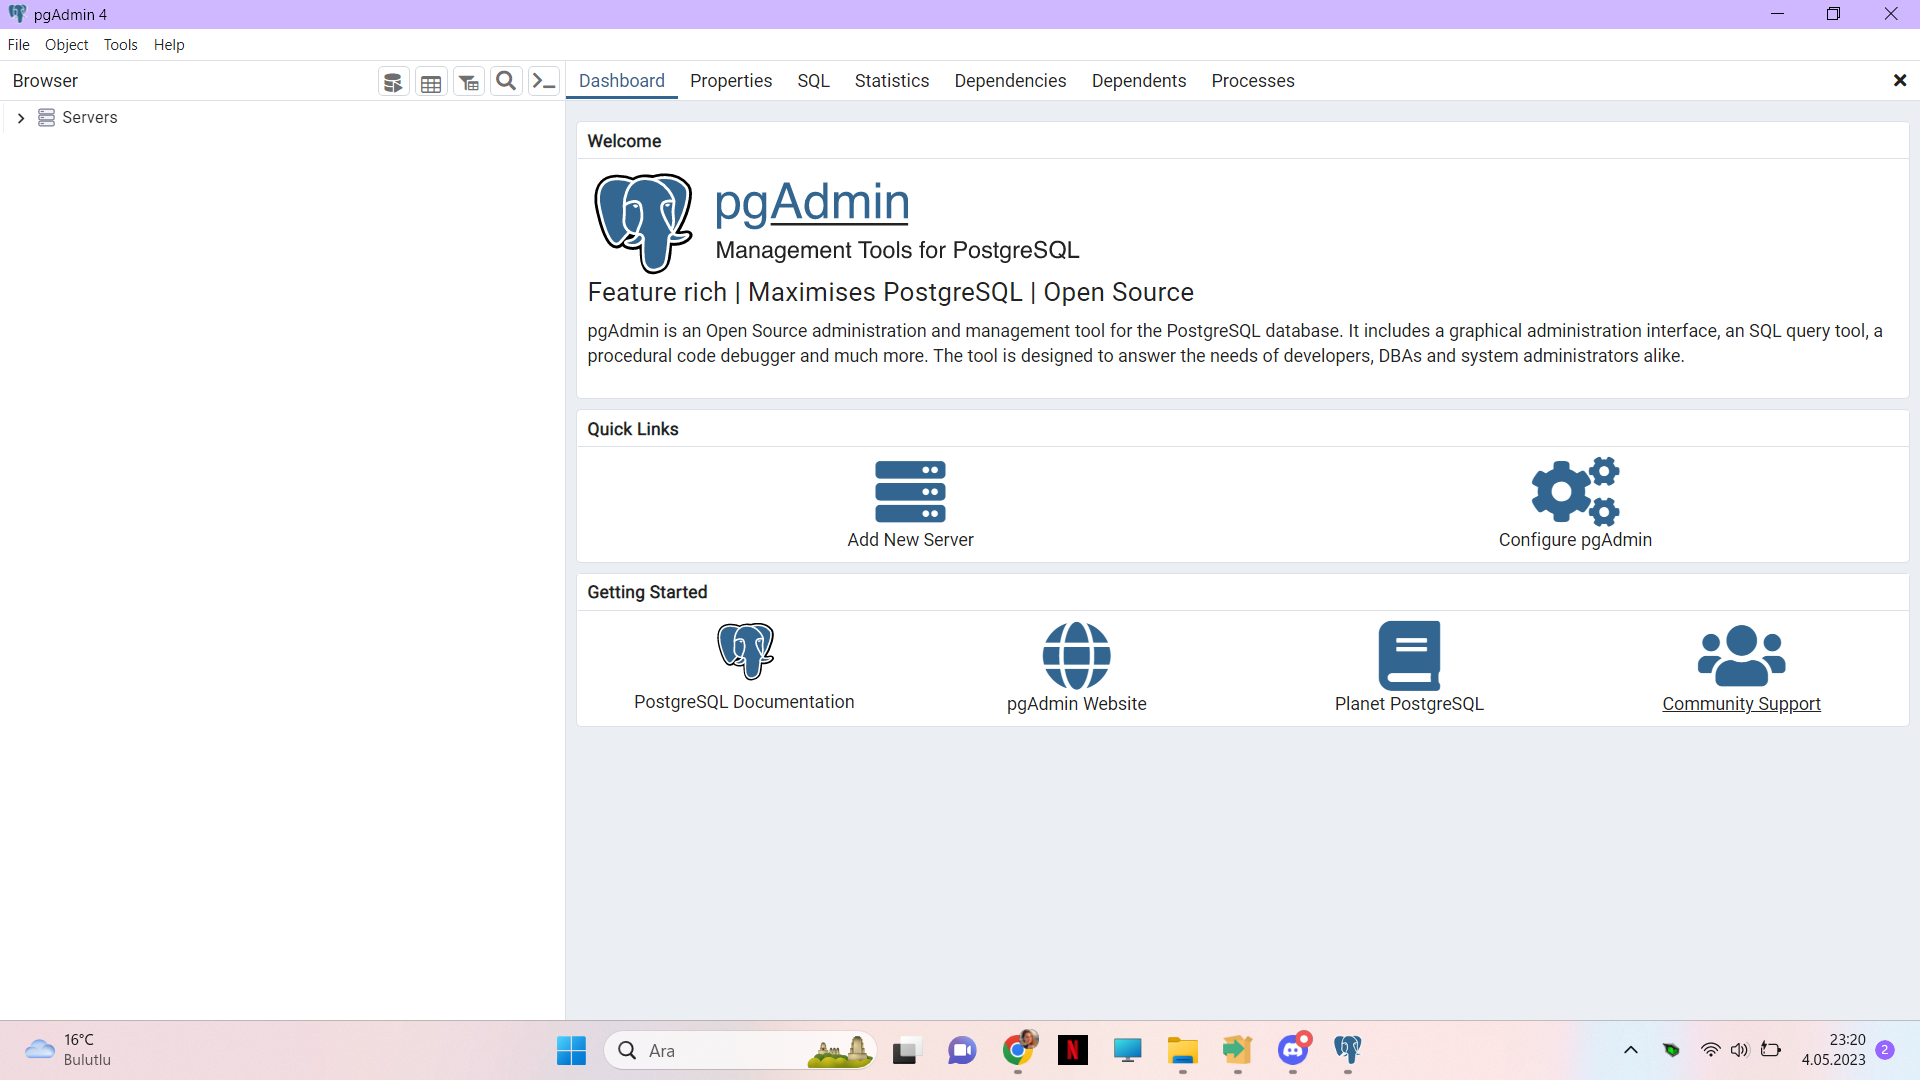 pgAdmin 4
File Object Tools Help
Browser
Dashboard Properties SQL Statistics Dependencies Dependents Processes
Servers
Welcome
pgAdmin
Management Tools for PostgreSQL
Feature rich | Maximises PostgreSQL | Open Source
pgAdmin is an Open Source administration and management tool for the PostgreSQL database. It includes a graphical administration interface, an SQL query tool, a
procedural code debugger and much more. The tool is designed to answer the needs of developers, DBAs and system administrators alike.
Quick Links
Add New Server
Configure pgAdmin
Getting Started
PostgreSQL Documentation
pgAdmin Website
Planet PostgreSQL
Community Support
16°C
Bulutlu
Ara
N
23:20
4.05.2023
2